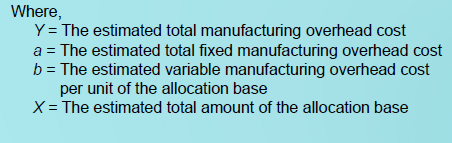 Where,
Y = The estimated total manufacturing overhead cost
a = The estimated total fixed manufacturing overhead cost
b = The estimated variable manufacturing overhead cost
per unit of the allocation base
X = The estimated total amount of the allocation base